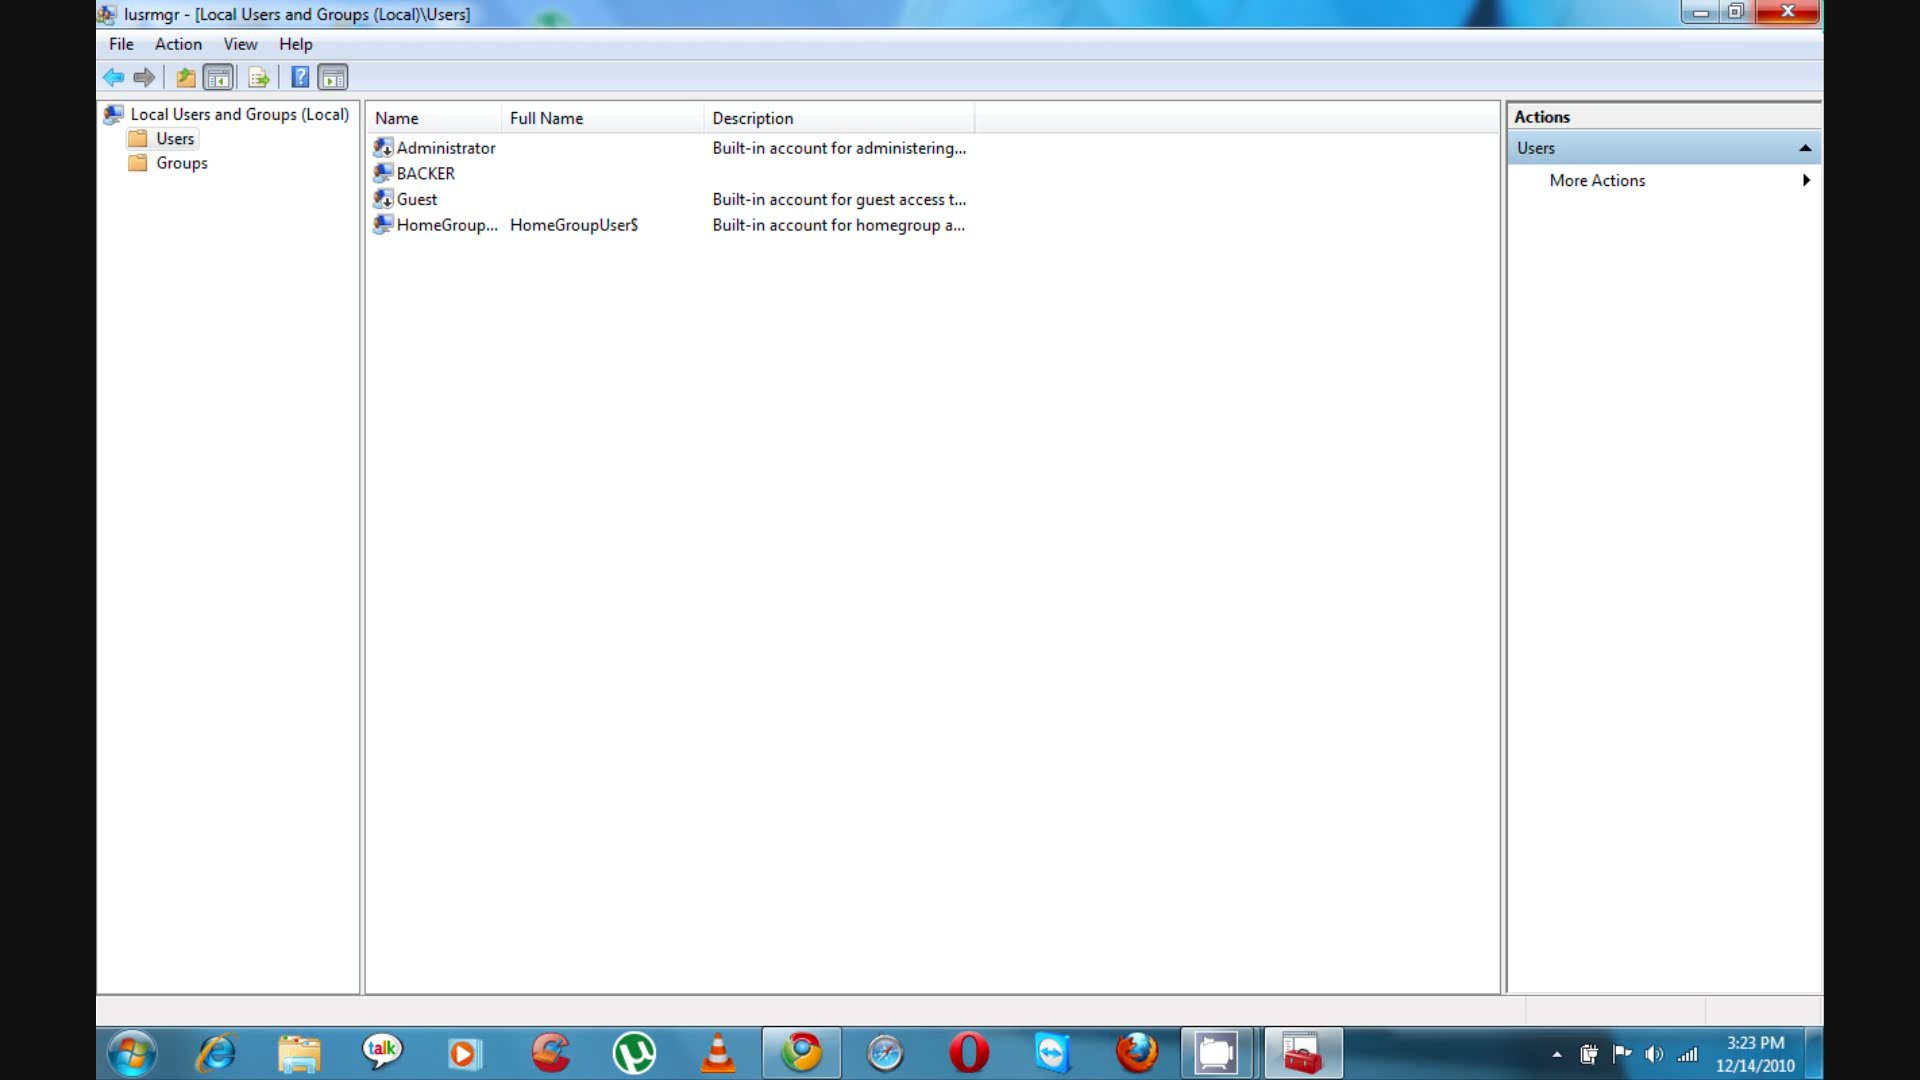 lusrmgr - [Local Users and Groups (Local)\Users]
File Action View Help
Local Users and Groups (Local)
Users
Groups
Name Full Name Description
Administrator Built-in account for administering...
BACKER
Guest Built-in account for guest access t...
HomeGroup... HomeGroupUser$ Built-in account for homegroup a...
Actions
Users
More Actions
talk
3:23 PM
12/14/2010